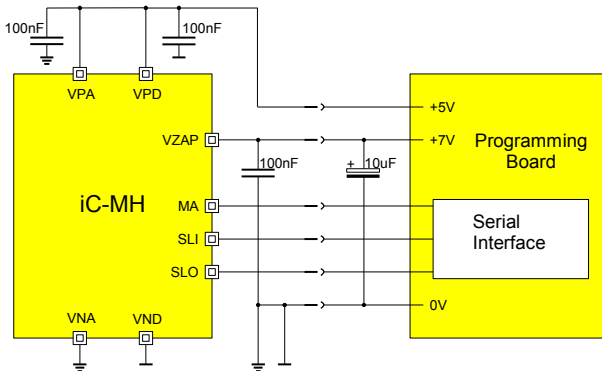 100nF
100nF
VPA
VPD
+5V
VZAP
+7V
Programming
Board
100nF
+
10uF
iC-MH
MA
Serial
Interface
SLI
SLO
VNA
VND
0V